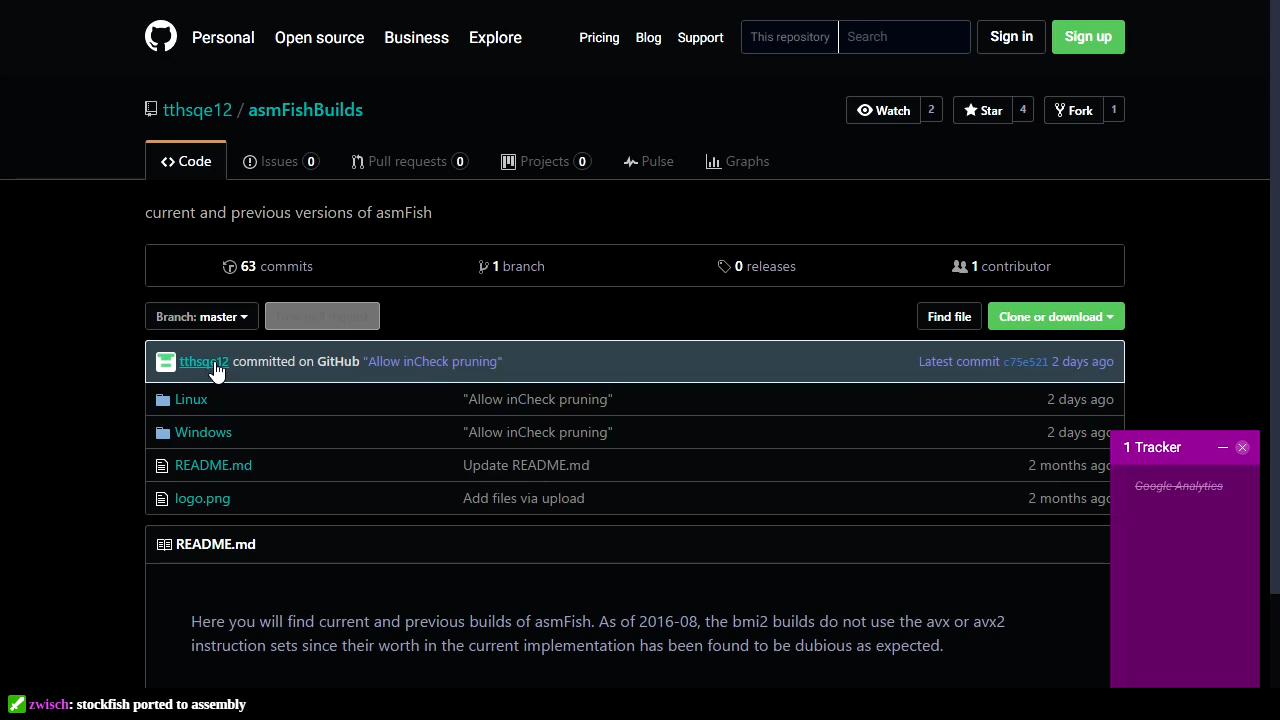 Personal Open source Business Explore Pricing Blog Support This repository Search Sign in Sign up
tthsqe12 / asmFishBuilds Watch 2 Star 4 Fork 1
<> Code Issues 0 Pull requests 0 Projects 0 Pulse Graphs
current and previous versions of asmFish
63 commits 1 branch 0 releases 1 contributor
Branch: master New pull request Find file Clone or download
tthsqe12 committed on GitHub "Allow inCheck pruning" Latest commit c75e521 2 days ago
Linux "Allow inCheck pruning" 2 days ago
Windows "Allow inCheck pruning" 2 days ago
README.md Update README.md 2 months ago
logo.png Add files via upload 2 months ago
1 Tracker
Google Analytics
README.md
Here you will find current and previous builds of asmFish. As of 2016-08, the bmi2 builds do not use the avx or avx2
instruction sets since their worth in the current implementation has been found to be dubious as expected.
zwisch: stockfish ported to assembly